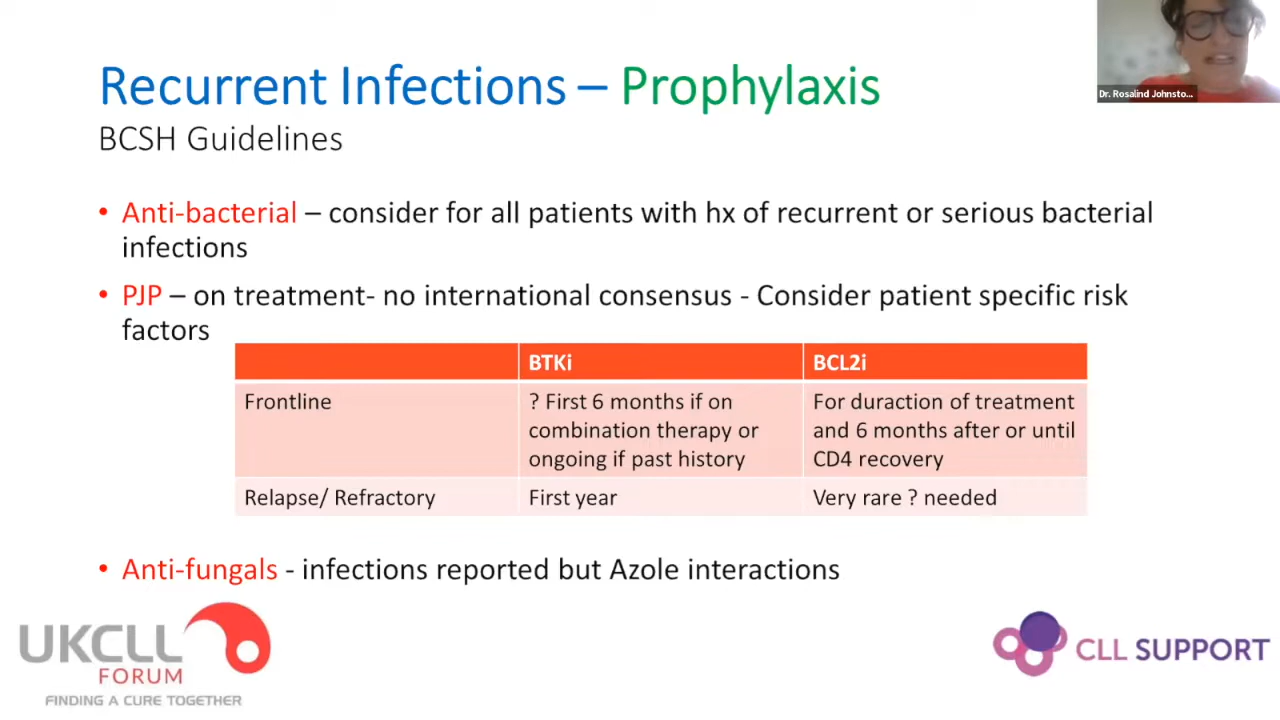 Dr. Rosalind Johnsto...
Recurrent Infections – Prophylaxis
BCSH Guidelines
• Anti-bacterial – consider for all patients with hx of recurrent or serious bacterial
infections
• PJP – on treatment- no international consensus - Consider patient specific risk
factors
BTKi
BCL2i
Frontline
? First 6 months if on
combination therapy or
ongoing if past history
For duraction of treatment
and 6 months after or until
CD4 recovery
Relapse/ Refractory
First year
Very rare ? needed
• Anti-fungals - infections reported but Azole interactions
UKCLL
FORUM
FINDING A CURE TOGETHER
CLL SUPPORT